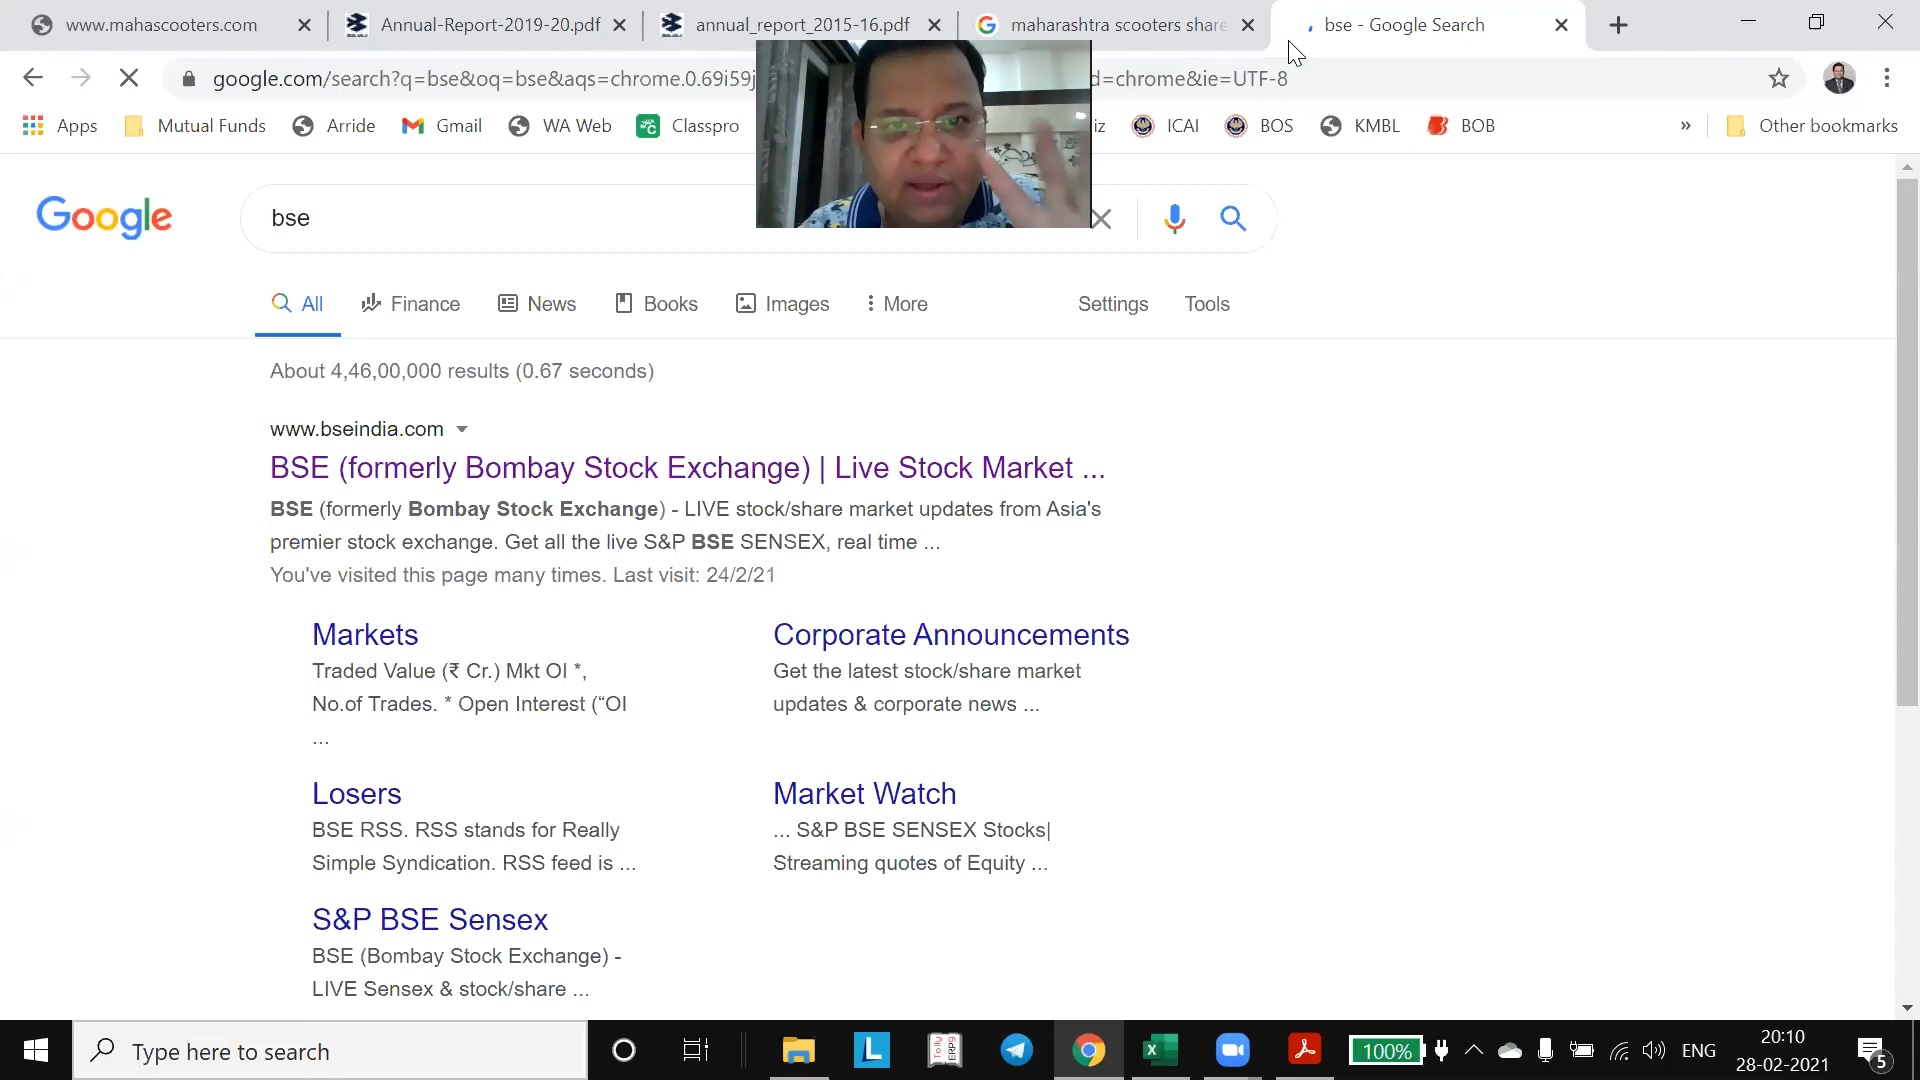 www.mahascooters.com
Annual-Report-2019-20.pdf
annual_report_2015-16.pdf
maharashtra scooters share
bse - Google Search
google.com/search?q=bse&oq=bse&aqs=chrome.0.69i59j
d=chrome&ie=UTF-8
Apps
Mutual Funds
Arride
Gmail
WA Web
Classpro
iz
ICAI
BOS
KMBL
BOB
»
Other bookmarks
Google
bse
All
Finance
News
Books
Images
More
Settings
Tools
About 4,46,00,000 results (0.67 seconds)
www.bseindia.com
BSE (formerly Bombay Stock Exchange) | Live Stock Market ...
BSE (formerly Bombay Stock Exchange) - LIVE stock/share market updates from Asia's
premier stock exchange. Get all the live S&P BSE SENSEX, real time ...
You've visited this page many times. Last visit: 24/2/21
Markets
Traded Value (₹ Cr.) Mkt OI *,
No.of Trades. * Open Interest (“OI
...
Corporate Announcements
Get the latest stock/share market
updates & corporate news ...
Losers
BSE RSS. RSS stands for Really
Simple Syndication. RSS feed is ...
Market Watch
... S&P BSE SENSEX Stocks|
Streaming quotes of Equity ...
S&P BSE Sensex
BSE (Bombay Stock Exchange) -
LIVE Sensex & stock/share ...
Type here to search
L
Tally
ERP9
100%
ENG
20:10
28-02-2021
5